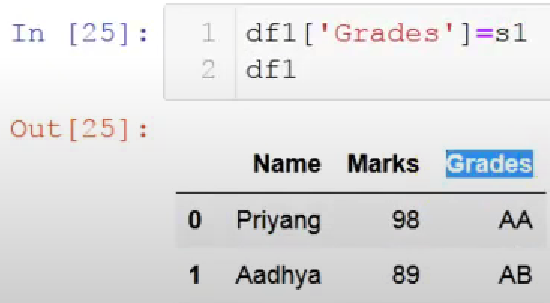 In [25]: 1 df1['Grades']=s1
2 df1
Out[25]:
Name Marks Grades
0 Priyang 98 AA
1 Aadhya 89 AB